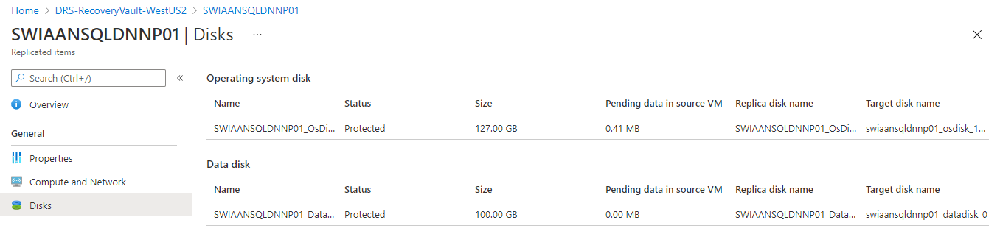 Home > DRS-RecoveryVault-WestUS2 > SWIAANSQLDNNP01
SWIAANSQLDNNP01 | Disks ...
Replicated items
Search (Ctrl+/)
«
Overview
General
Properties
Compute and Network
Disks
Operating system disk
Name Status Size Pending data in source VM Replica disk name Target disk name
SWIAANSQLDNNP01_OsDi... Protected 127.00 GB 0.41 MB SWIAANSQLDNNP01_OsDi... swiaansqldnnp01_osdisk_1...
Data disk
Name Status Size Pending data in source VM Replica disk name Target disk name
SWIAANSQLDNNP01_Data... Protected 100.00 GB 0.00 MB SWIAANSQLDNNP01_Data... swiaansqldnnp01_datadisk_0